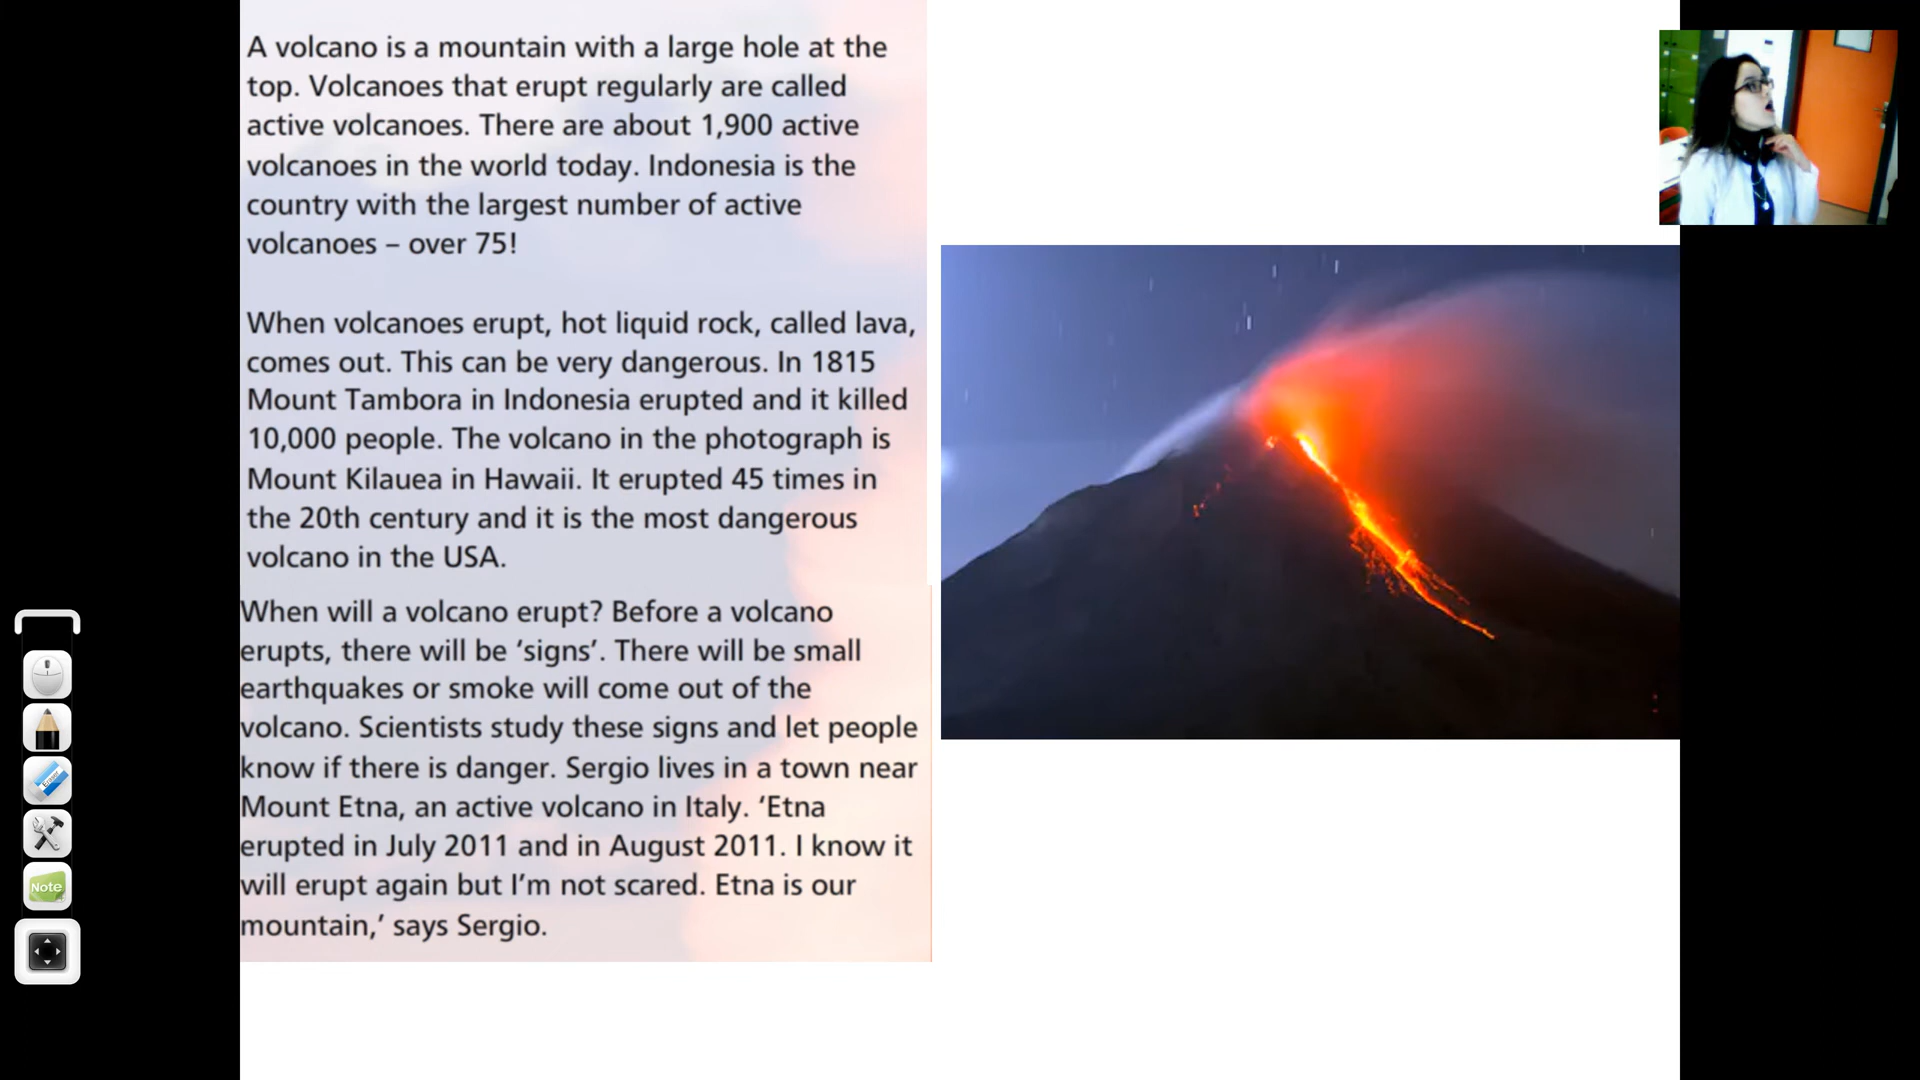 A volcano is a mountain with a large hole at the
top. Volcanoes that erupt regularly are called
active volcanoes. There are about 1,900 active
volcanoes in the world today. Indonesia is the
country with the largest number of active
volcanoes – over 75!
When volcanoes erupt, hot liquid rock, called lava,
comes out. This can be very dangerous. In 1815
Mount Tambora in Indonesia erupted and it killed
10,000 people. The volcano in the photograph is
Mount Kilauea in Hawaii. It erupted 45 times in
the 20th century and it is the most dangerous
volcano in the USA.
When will a volcano erupt? Before a volcano
erupts, there will be ‘signs’. There will be small
earthquakes or smoke will come out of the
volcano. Scientists study these signs and let people
know if there is danger. Sergio lives in a town near
Mount Etna, an active volcano in Italy. ‘Etna
erupted in July 2011 and in August 2011. I know it
will erupt again but I’m not scared. Etna is our
mountain,’ says Sergio.
Note